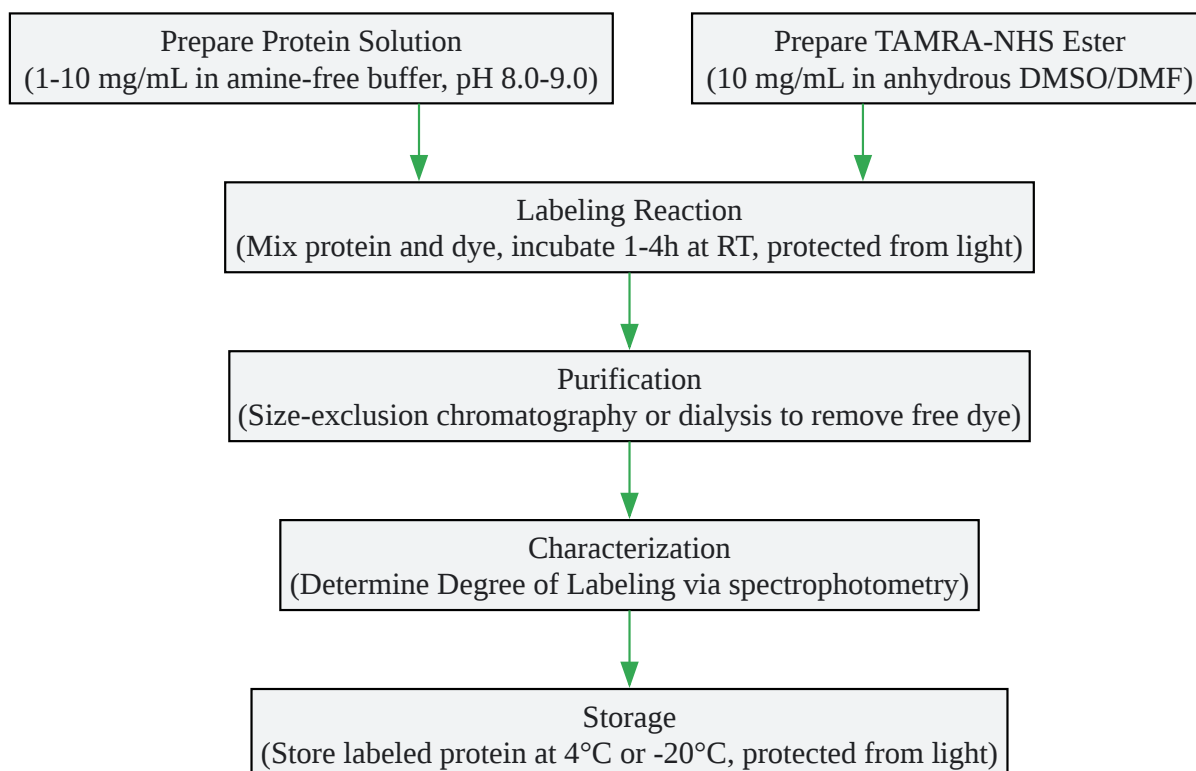 Prepare Protein Solution
(1-10 mg/mL in amine-free buffer, pH 8.0-9.0)
Prepare TAMRA-NHS Ester
(10 mg/mL in anhydrous DMSO/DMF)
Labeling Reaction
(Mix protein and dye, incubate 1-4h at RT, protected from light)
Purification
(Size-exclusion chromatography or dialysis to remove free dye)
Characterization
(Determine Degree of Labeling via spectrophotometry)
Storage
(Store labeled protein at 4°C or -20°C, protected from light)